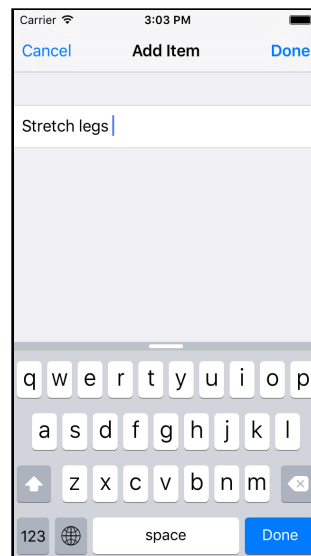 Carrier 3:03 PM
Cancel Add Item Done
Stretch legs
q w e r t y u i o p
a s d f g h j k l
z x c v b n m
123 space Done